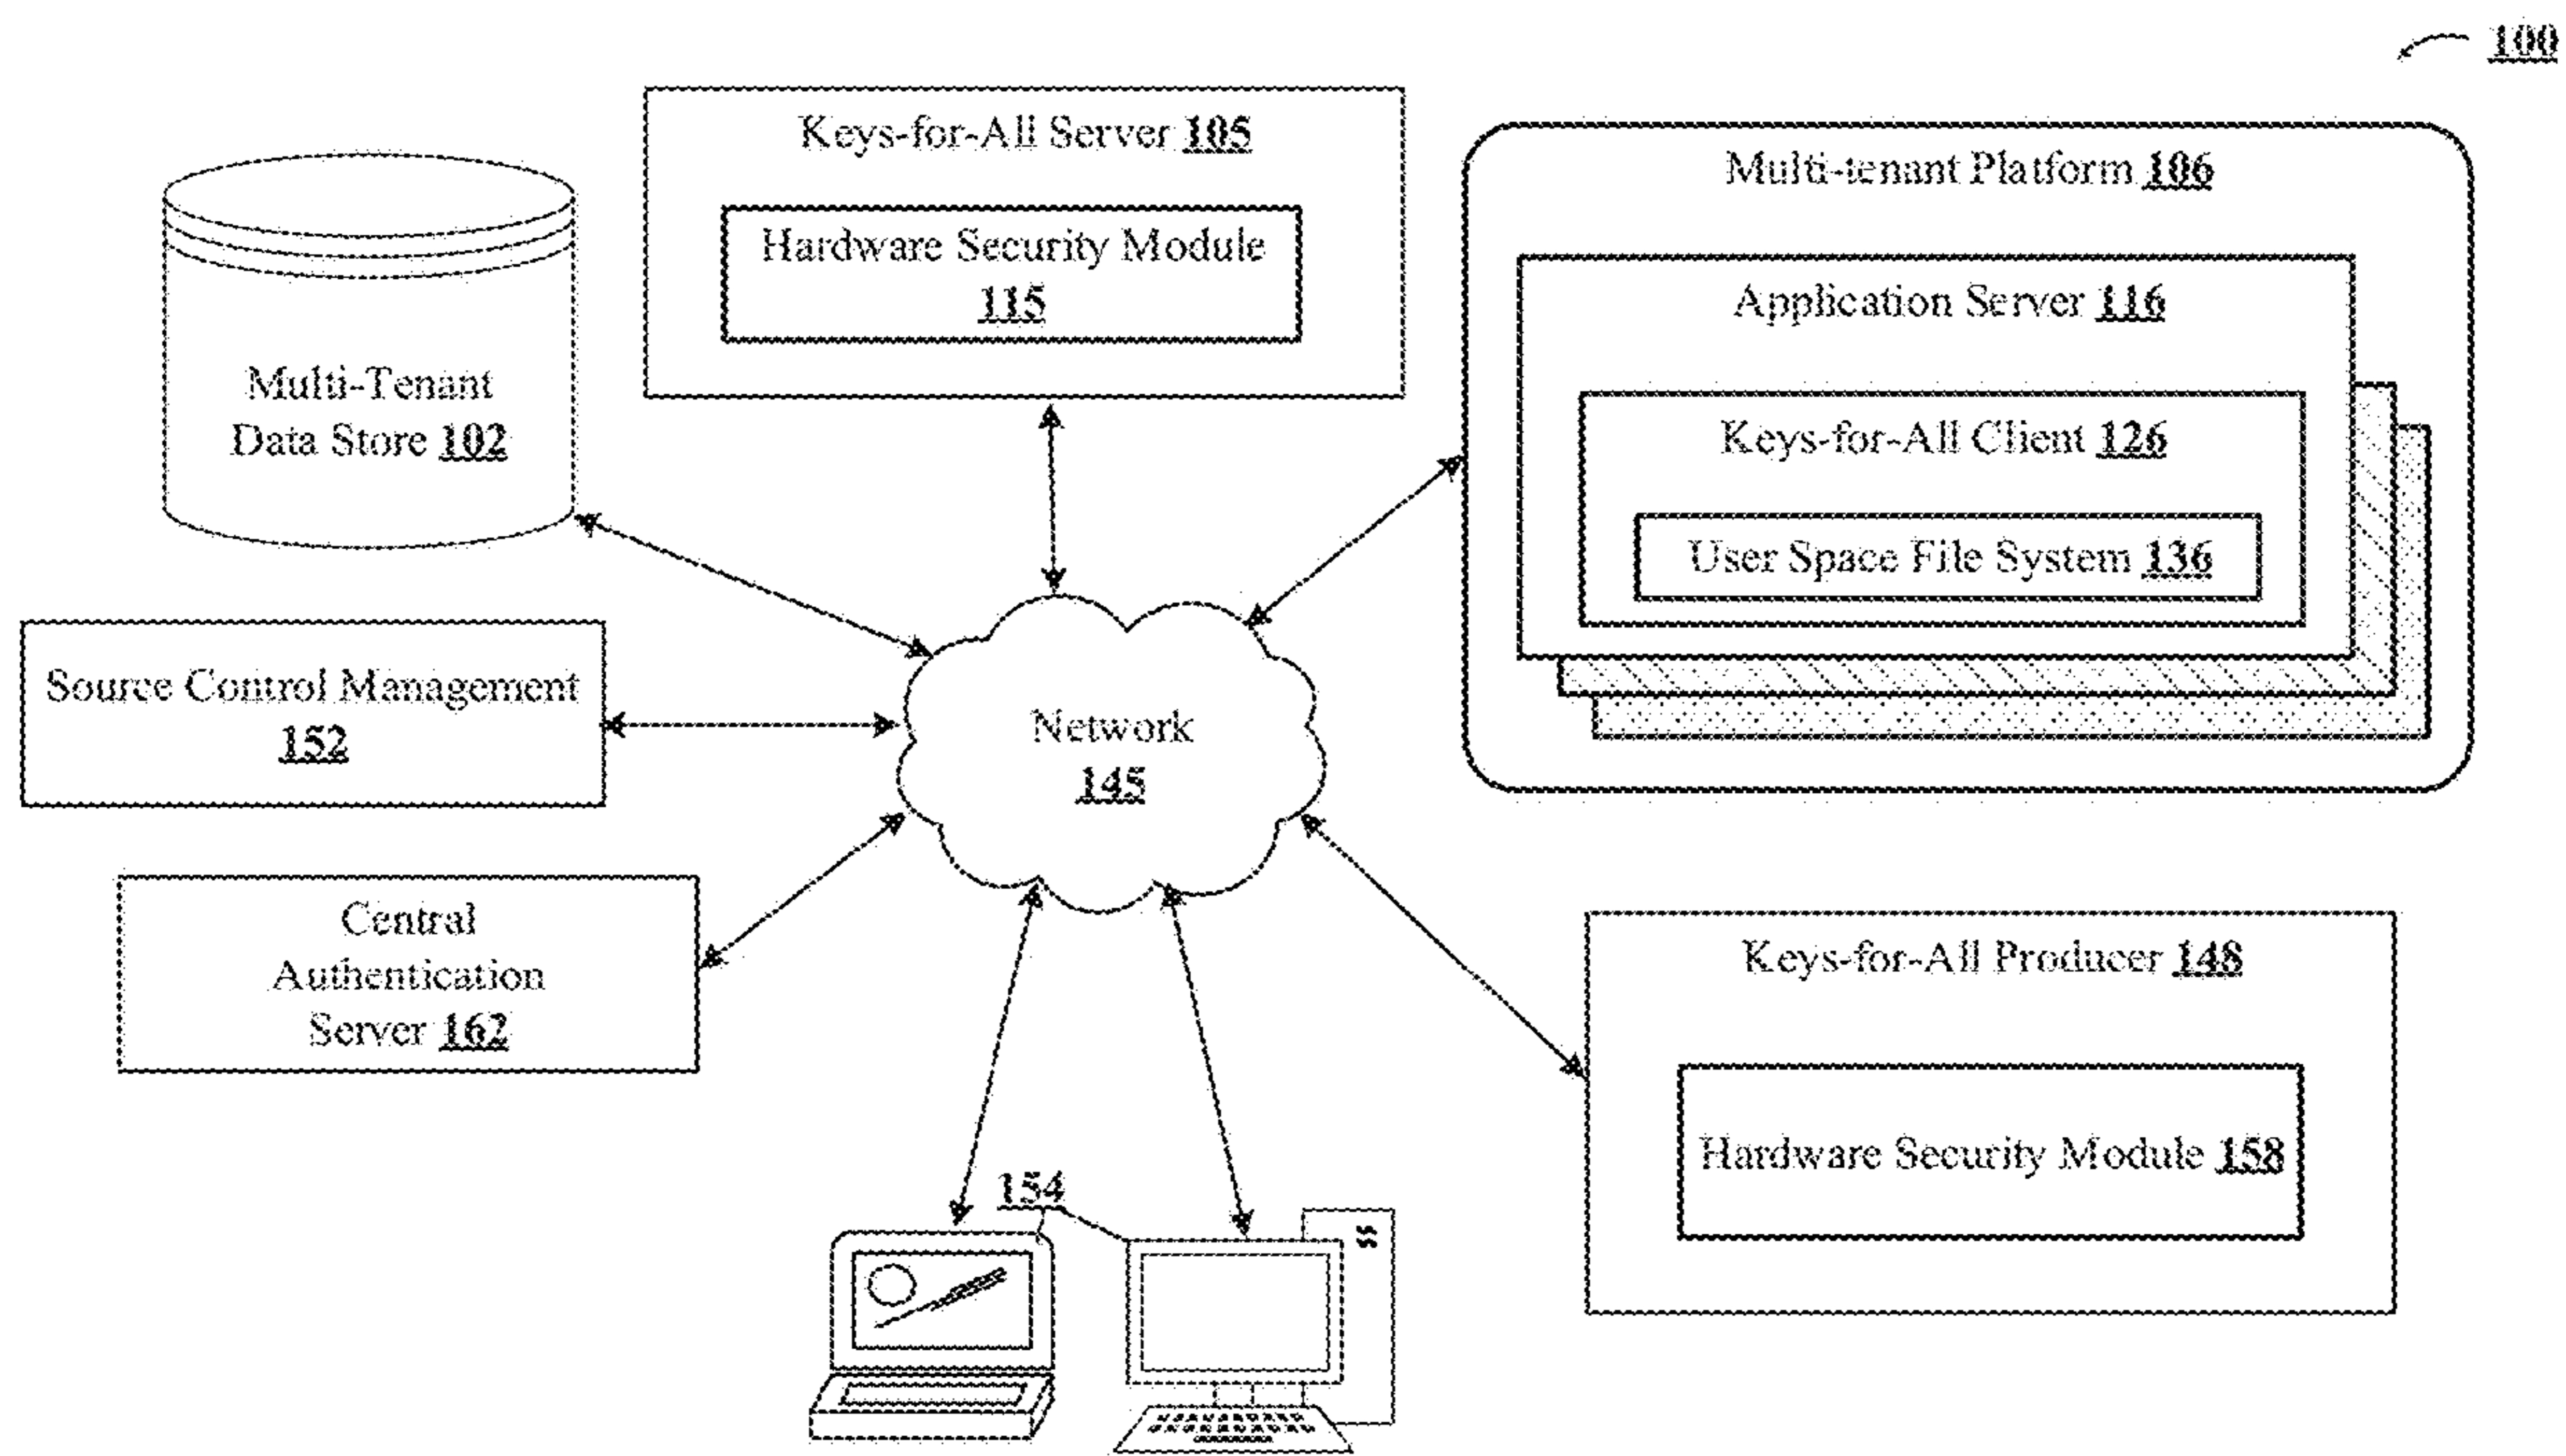 100
Keys-for-All Server 105
Hardware Security Module
115
Multi-tenant Platform 106
Application Server 116
Keys-for-All Client 126
User Space File System 136
Multi-Tenant
Data Store 102
Source Control Management
152
Network
145
Central
Authentication
Server 162
Keys-for-All Producer 148
Hardware Security Module 158
154